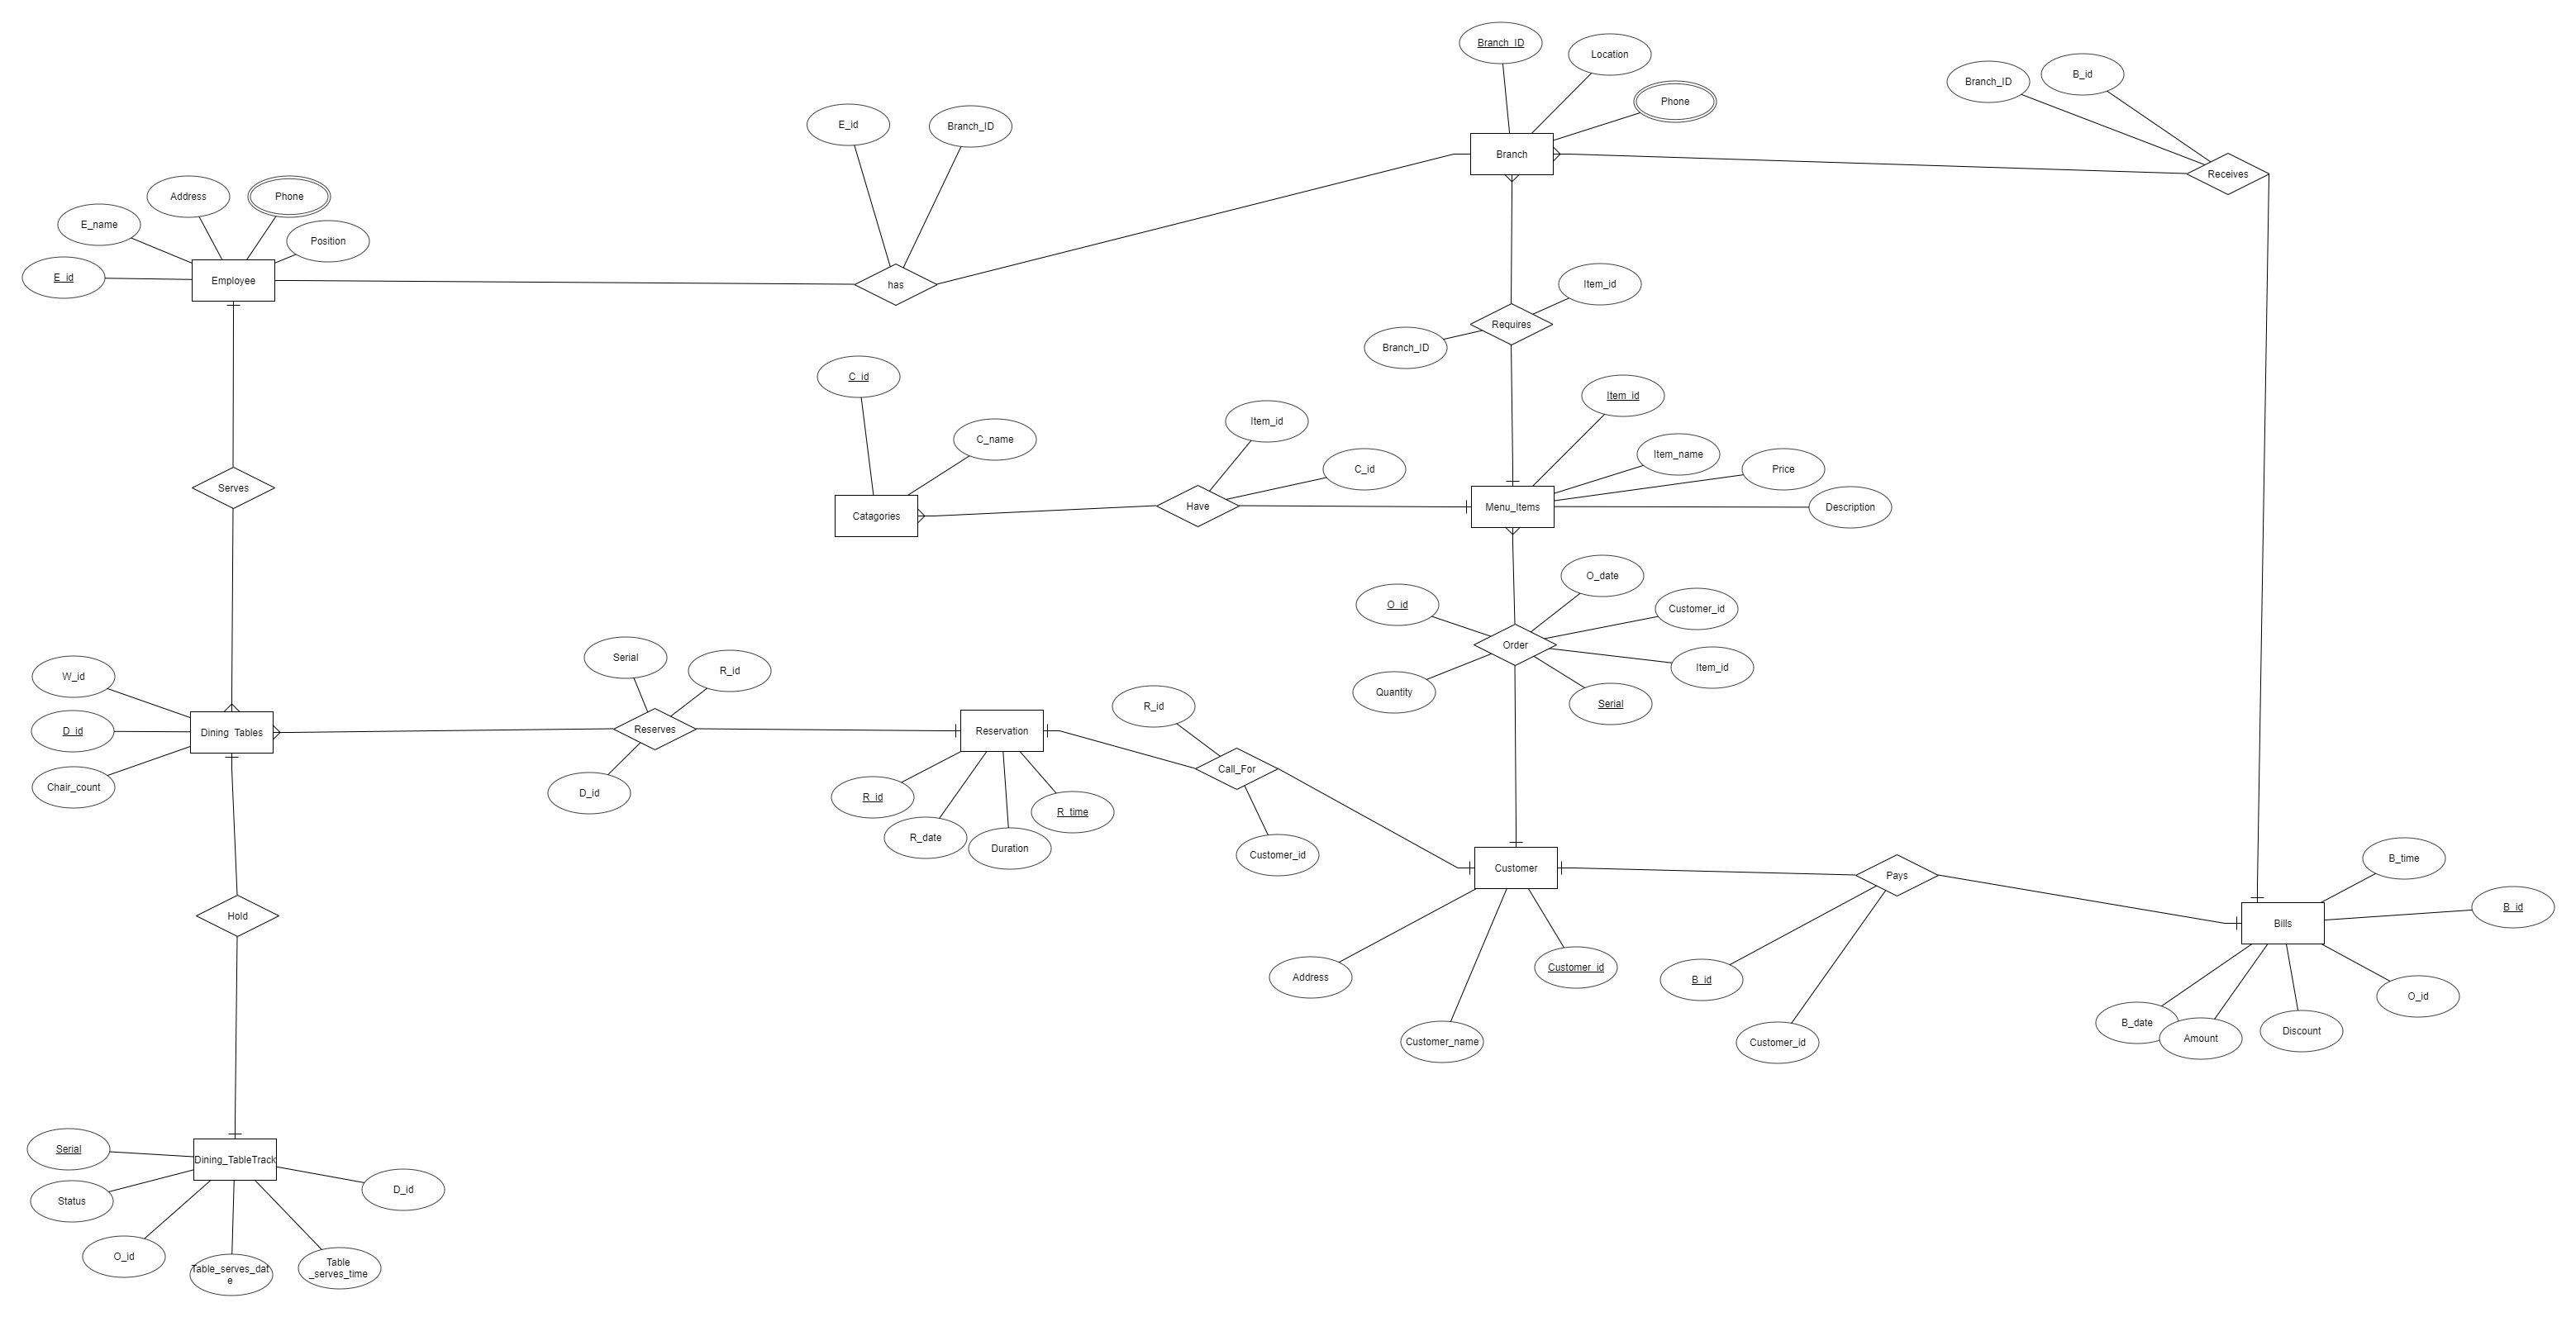 Branch_ID
Location
Phone
Branch_ID
B_id
E_id
Branch_ID
Branch
Receives
Address
Phone
E_name
Position
E_id
Employee
has
Item_id
Requires
Branch_ID
C_id
Item_id
Item_name
C_name
Item_id
C_id
Price
Serves
Catagories
Have
Menu_Items
Description
O_date
O_id
Customer_id
Order
Item_id
Quantity
Serial
Serial
R_id
W_id
R_id
D_id
Dining Tables
Reserves
Reservation
Call_For
Chair_count
D_id
R_id
R_time
R_date
Duration
Customer_id
Customer
Pays
B_time
B_id
Hold
Bills
Address
Customer_id
B_id
O_id
Customer_name
Customer_id
B_date
Amount
Discount
Serial
Dining_TableTrack
Status
D_id
O_id
Table_serves_dat
e
Table
_serves_time